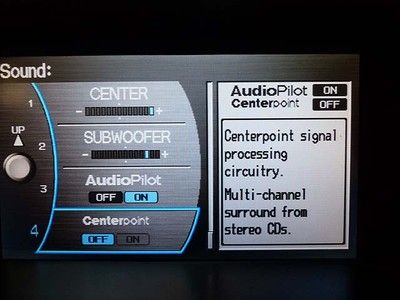 Sound:
1
CENTER
- +
UP
2
SUBWOOFER
- +
3
AudioPilot
OFF ON
4
Centerpoint
OFF ON
AudioPilot ON
Centerpoint OFF
Centerpoint signal
processing
circuitry.
Multi-channel
surround from
stereo CDs.